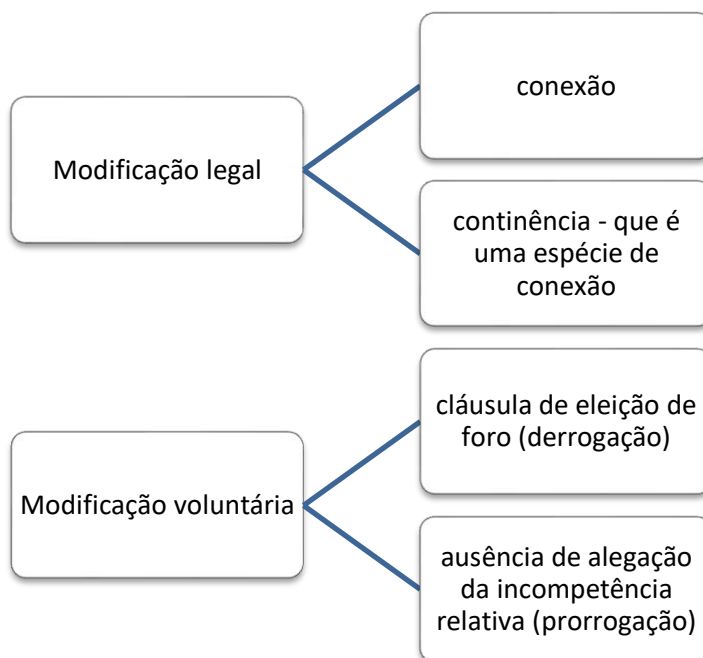 Modificação legal
conexão
continência - que é
uma espécie de
conexão
Modificação voluntária
cláusula de eleição de
foro (derrogação)
ausência de alegação
da incompetência
relativa (prorrogação)